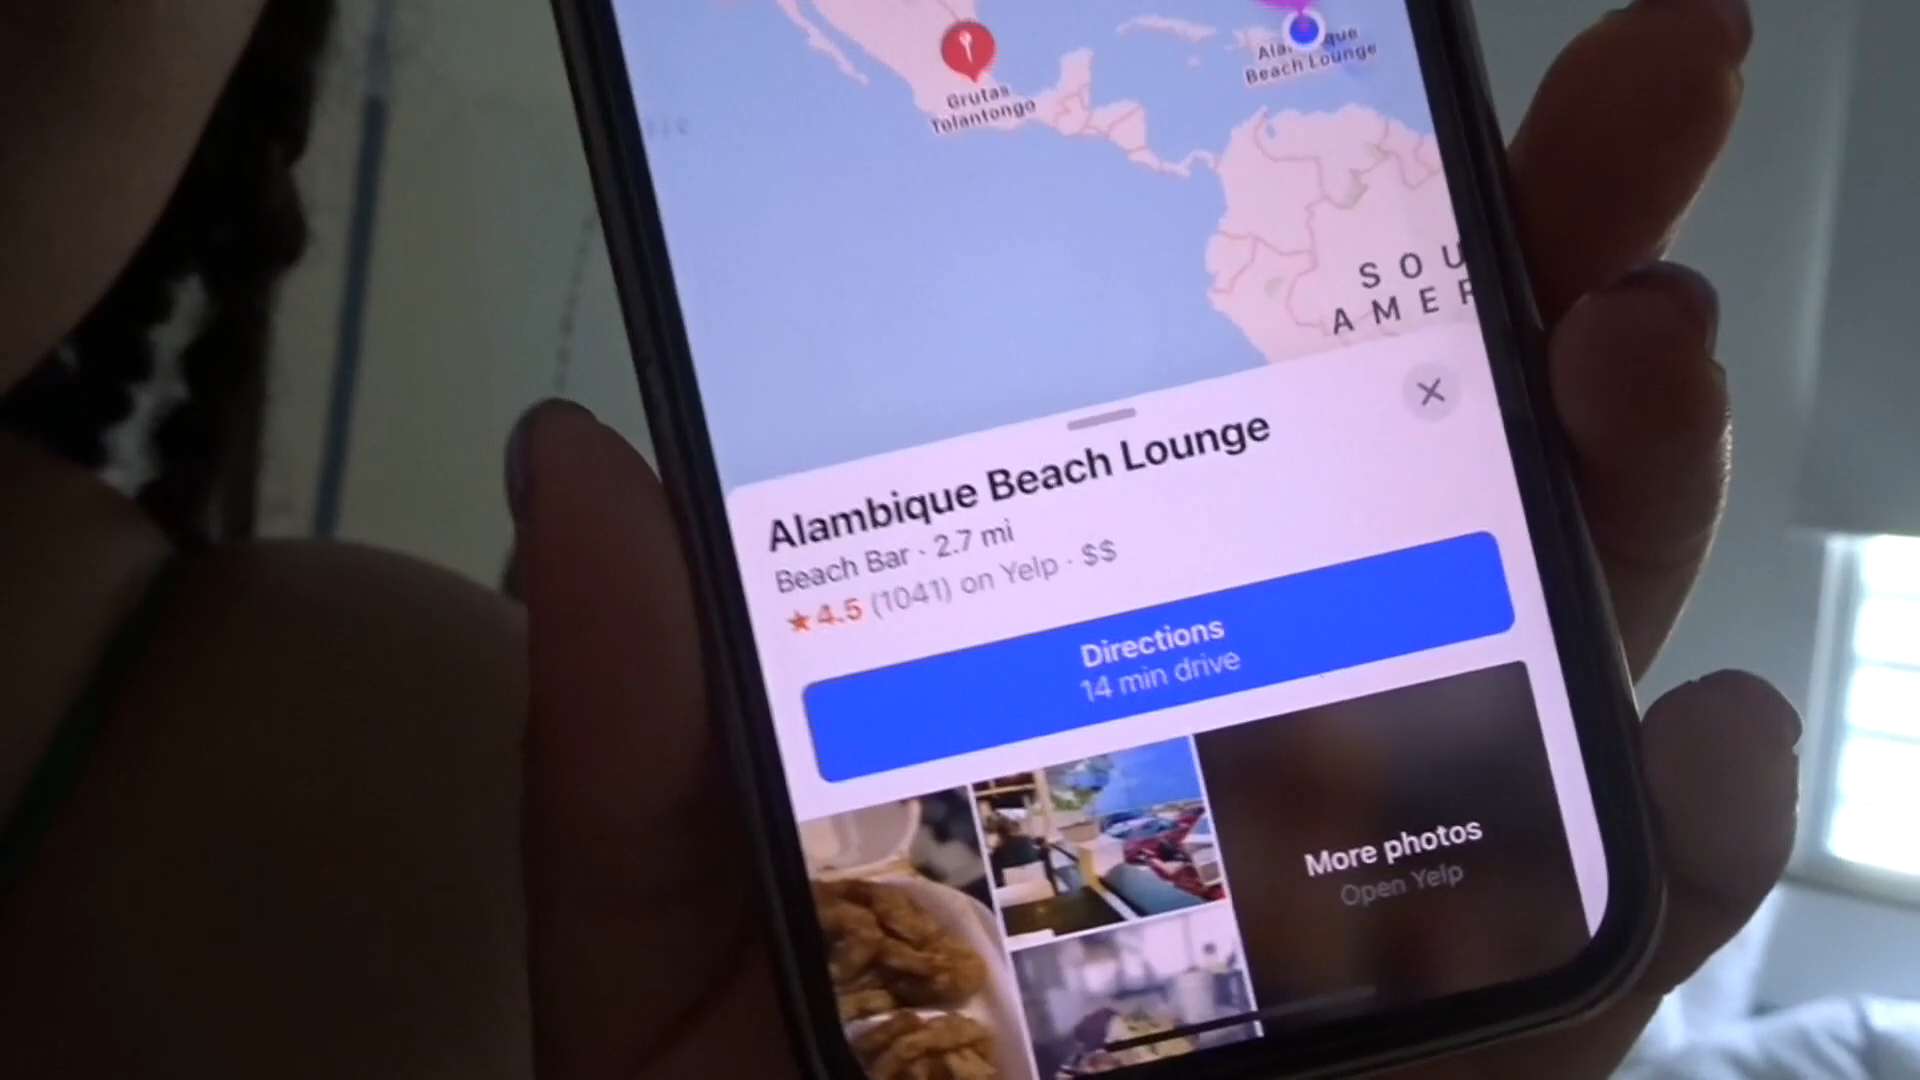 Grutas
Tolantongo
Beach Lounge
SOU
AMER
Alambique Beach Lounge
Beach Bar · 2.7 mi
★4.5 (1041) on Yelp · $$
Directions
14 min drive
More photos
Open Yelp